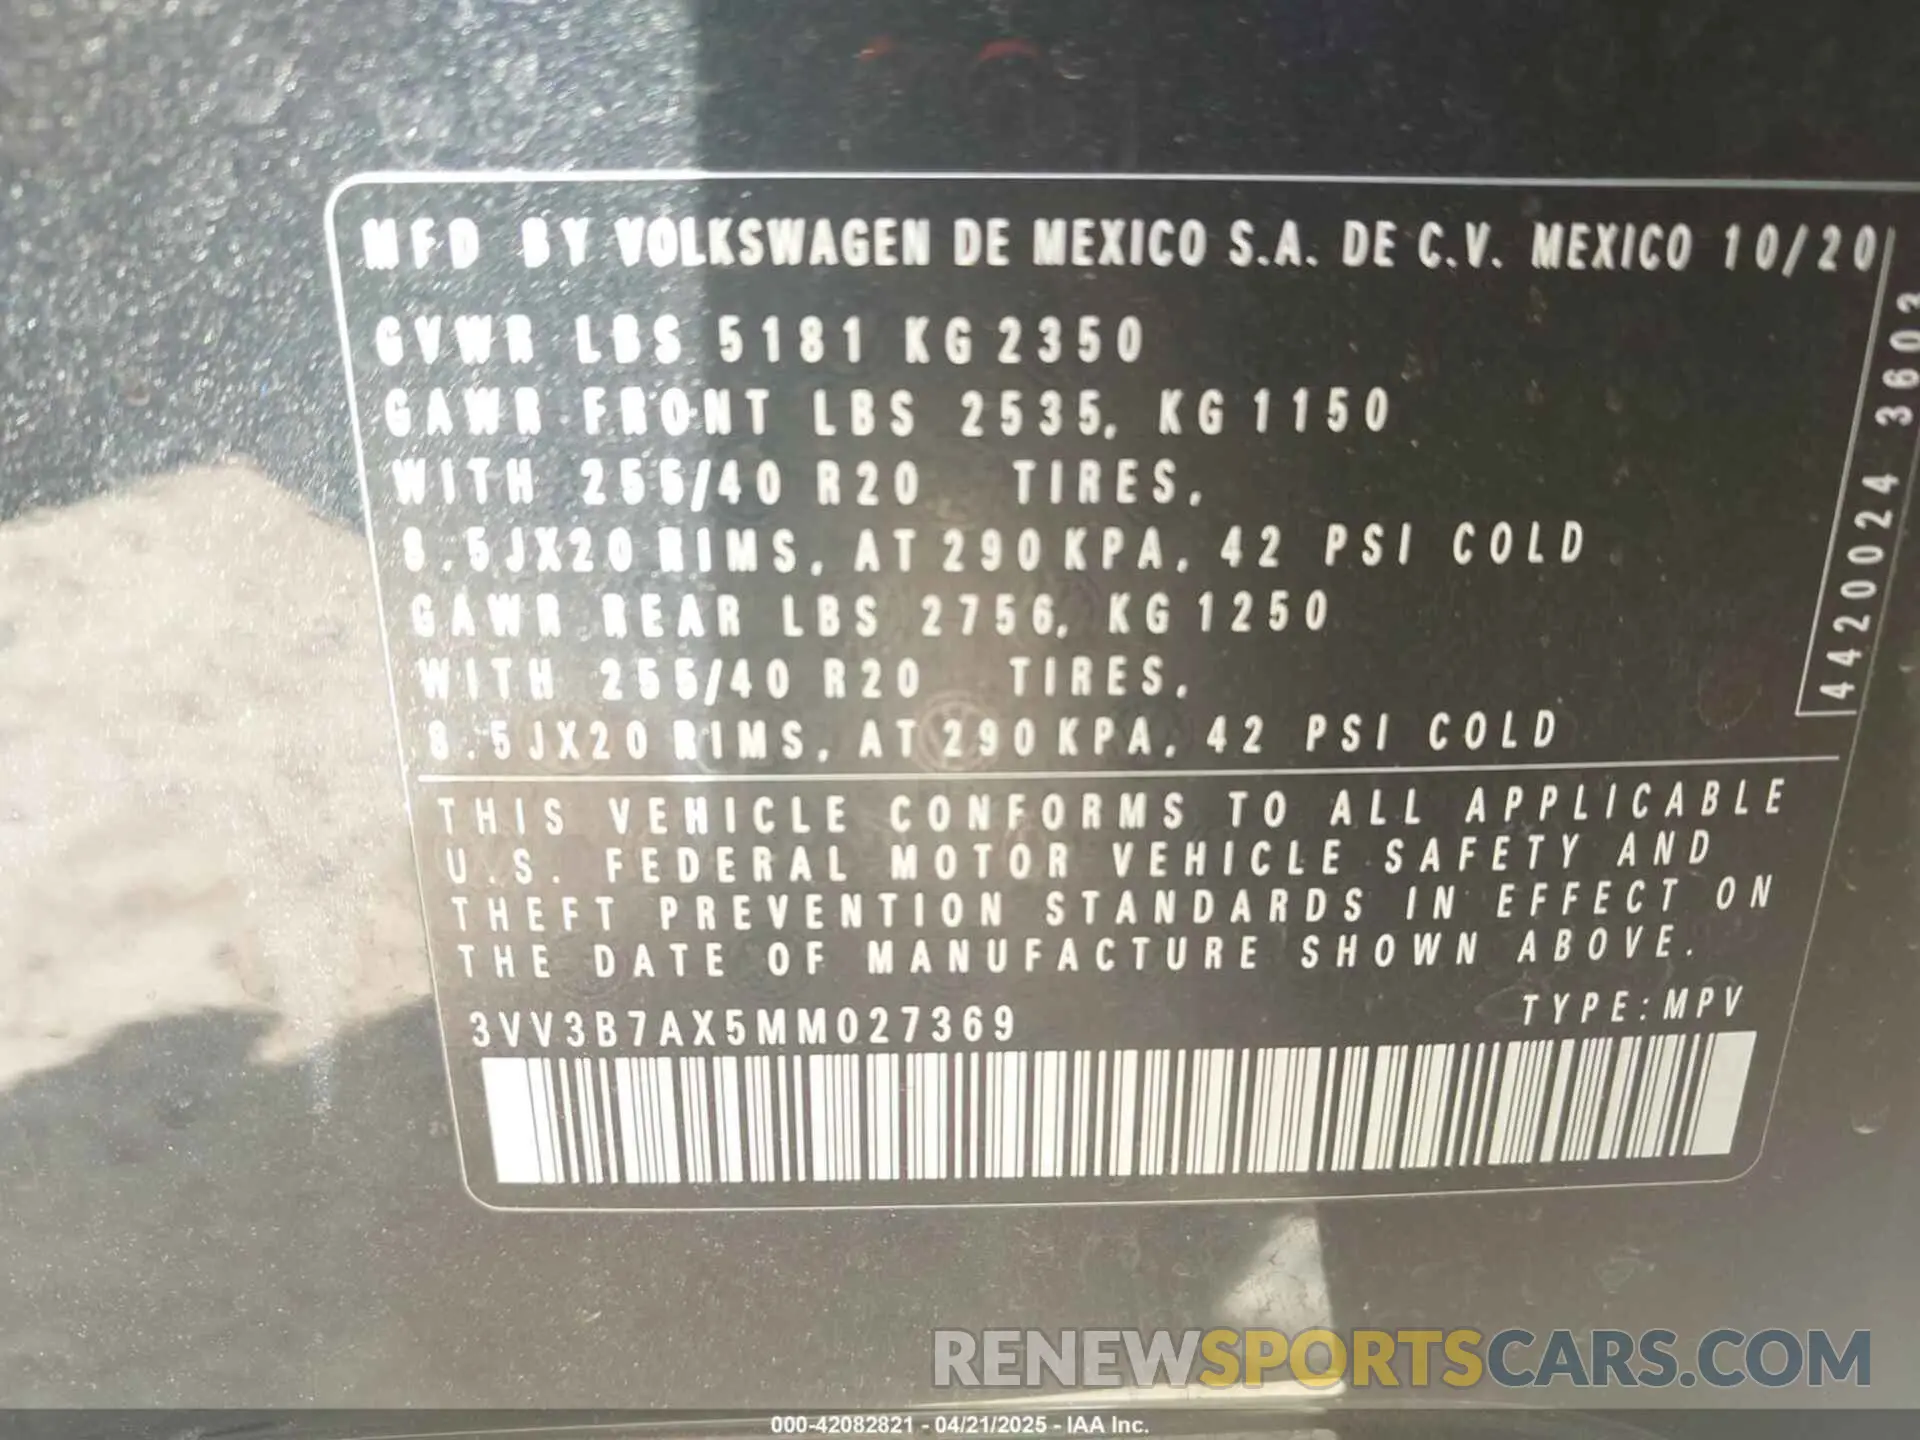 MFD BY VOLKSWAGEN DE MEXICO S.A. DE C.V. MEXICO 10/20
GVWR LBS 5181 KG 2350
GAWR FRONT LBS 2535, KG 1150
WITH 255/40 R20 TIRES,
8.5JX20 RIMS, AT 290 KPA, 42 PSI COLD
GAWR REAR LBS 2756, KG 1250
WITH 255/40 R20 TIRES,
8.5JX20 RIMS, AT 290 KPA, 42 PSI COLD
4420024 3603
THIS VEHICLE CONFORMS TO ALL APPLICABLE
U.S. FEDERAL MOTOR VEHICLE SAFETY AND
THEFT PREVENTION STANDARDS IN EFFECT ON
THE DATE OF MANUFACTURE SHOWN ABOVE.
3VV3B7AX5MM027369 TYPE:MPV
RENEWSPORTSCARS.COM
000-42082821 - 04/21/2025 - IAA Inc.